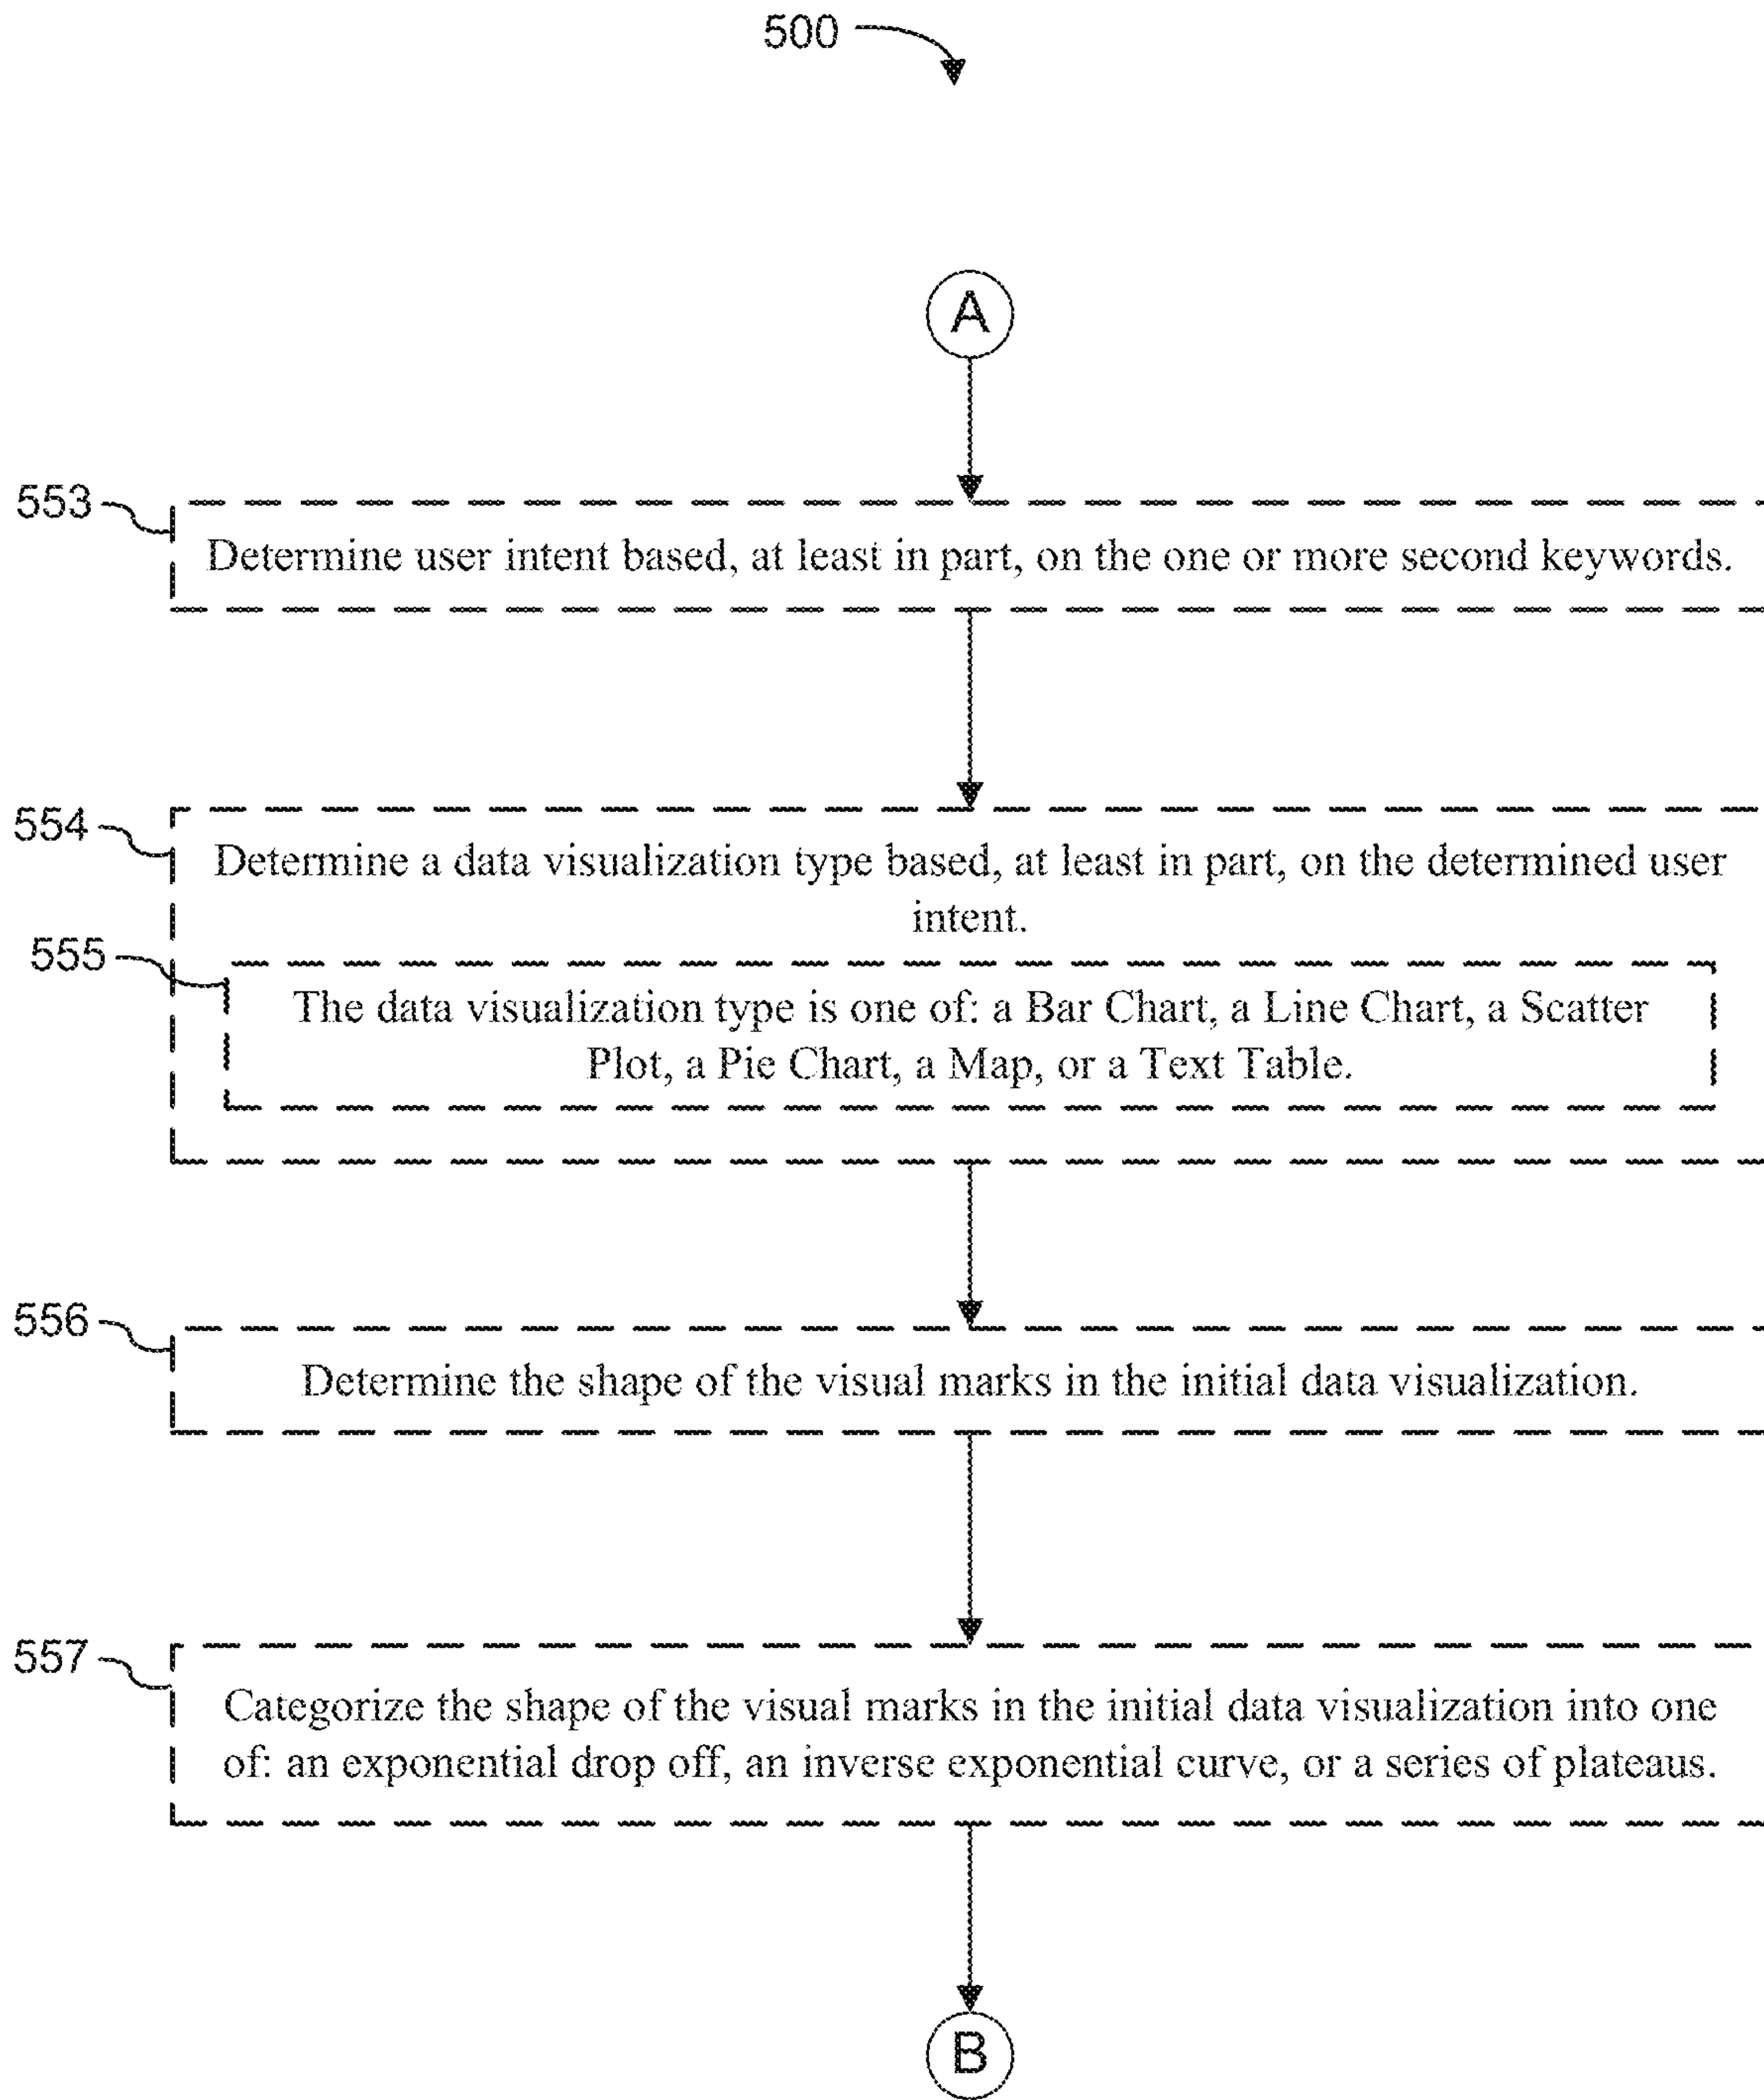 500
A
553
Determine user intent based, at least in part, on the one or more second keywords.
554
Determine a data visualization type based, at least in part, on the determined user
intent.
555
The data visualization type is one of: a Bar Chart, a Line Chart, a Scatter
Plot, a Pie Chart, a Map, or a Text Table.
556
Determine the shape of the visual marks in the initial data visualization.
557
Categorize the shape of the visual marks in the initial data visualization into one
of: an exponential drop off, an inverse exponential curve, or a series of plateaus.
B